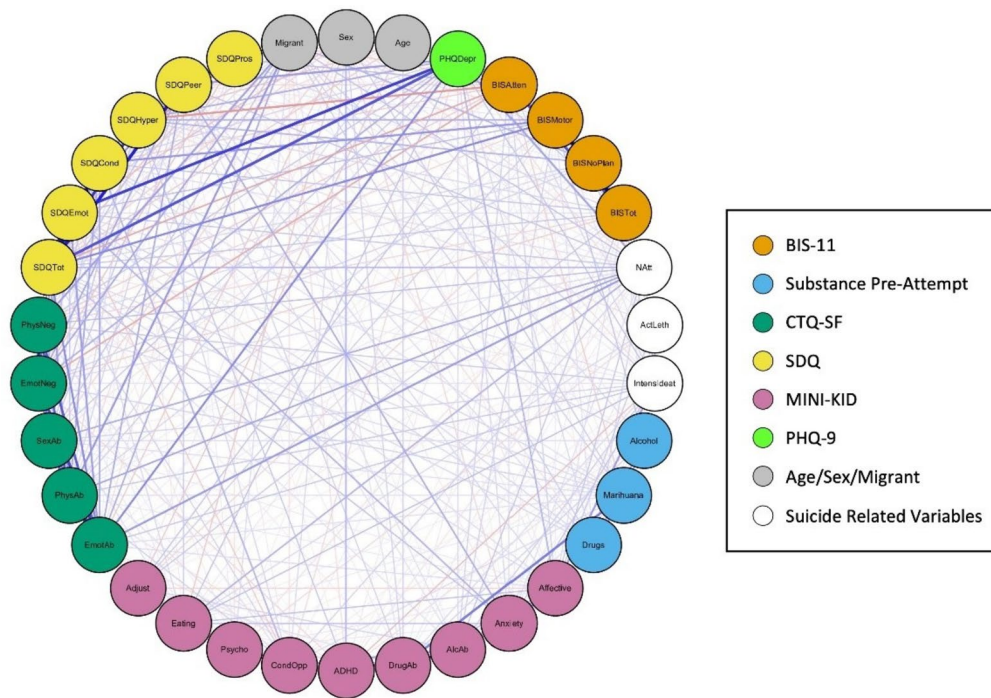 Migrant
Sex
Age
PHQDepr
BISAtten
BISMotor
BISNoPlan
BISTot
NAtt
ActLeth
IntensIdeat
Alcohol
Marihuana
Drugs
Affective
Anxiety
AlcAb
DrugAb
ADHD
CondOpp
Psycho
Eating
Adjust
EmotAb
PhysAb
SexAb
EmotNeg
PhysNeg
SDQTot
SDQEmot
SDQCond
SDQHyper
SDQPeer
SDQPros
BIS-11
Substance Pre-Attempt
CTQ-SF
SDQ
MINI-KID
PHQ-9
Age/Sex/Migrant
Suicide Related Variables